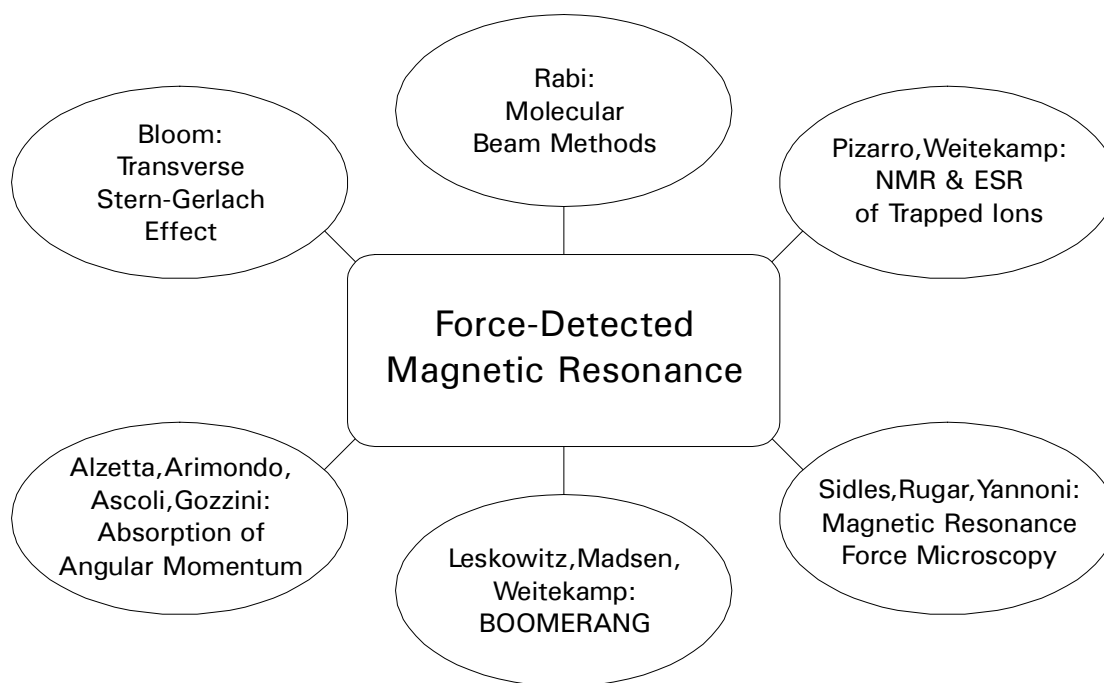 Rabi:
Molecular
Beam Methods
Bloom:
Transverse
Stern-Gerlach
Effect
Pizarro,Weitekamp:
NMR & ESR
of Trapped Ions
Force-Detected
Magnetic Resonance
Alzetta,Arimondo,
Ascoli,Gozzini:
Absorption of
Angular Momentum
Leskowitz,Madsen,
Weitekamp:
BOOMERANG
Sidles,Rugar,Yannoni:
Magnetic Resonance
Force Microscopy